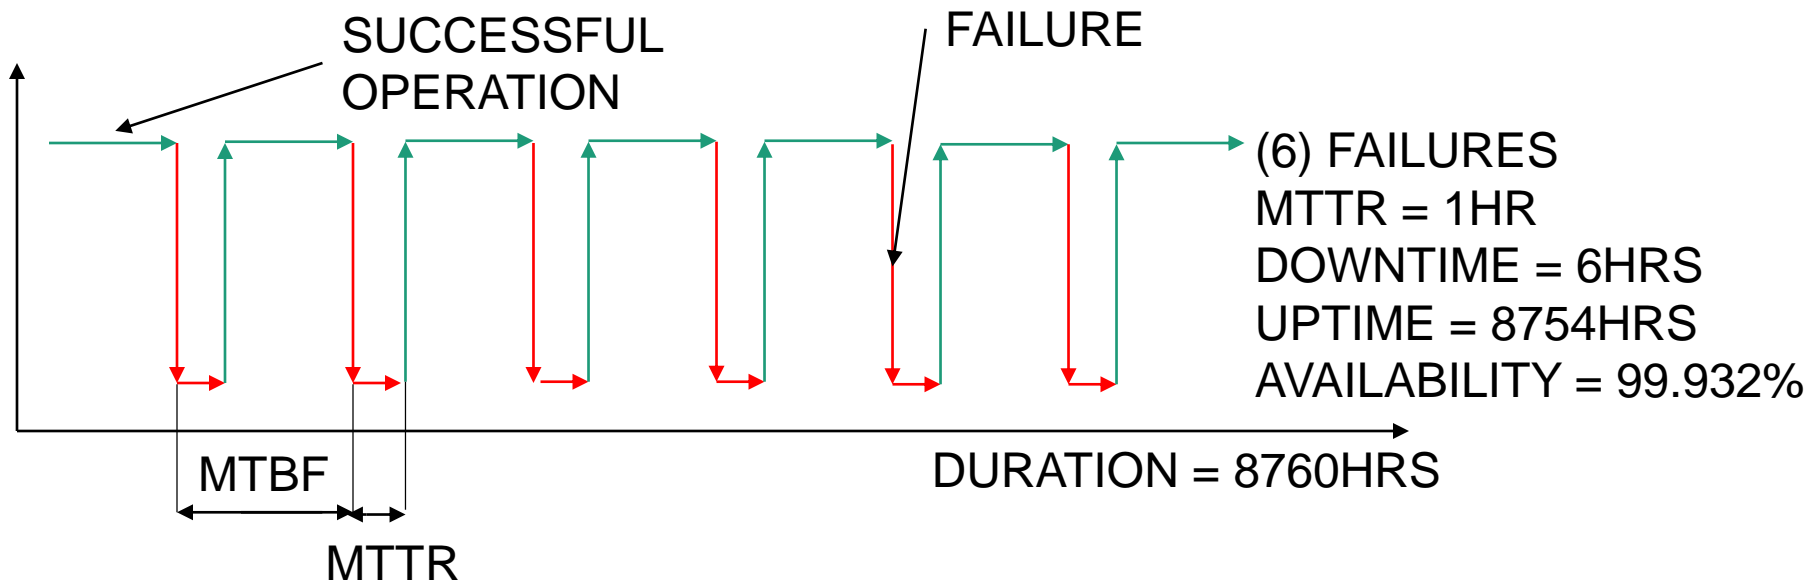 SUCCESSFUL
OPERATION
FAILURE
(6) FAILURES
MTTR = 1HR
DOWNTIME = 6HRS
UPTIME = 8754HRS
AVAILABILITY = 99.932%
MTBF
DURATION = 8760HRS
MTTR